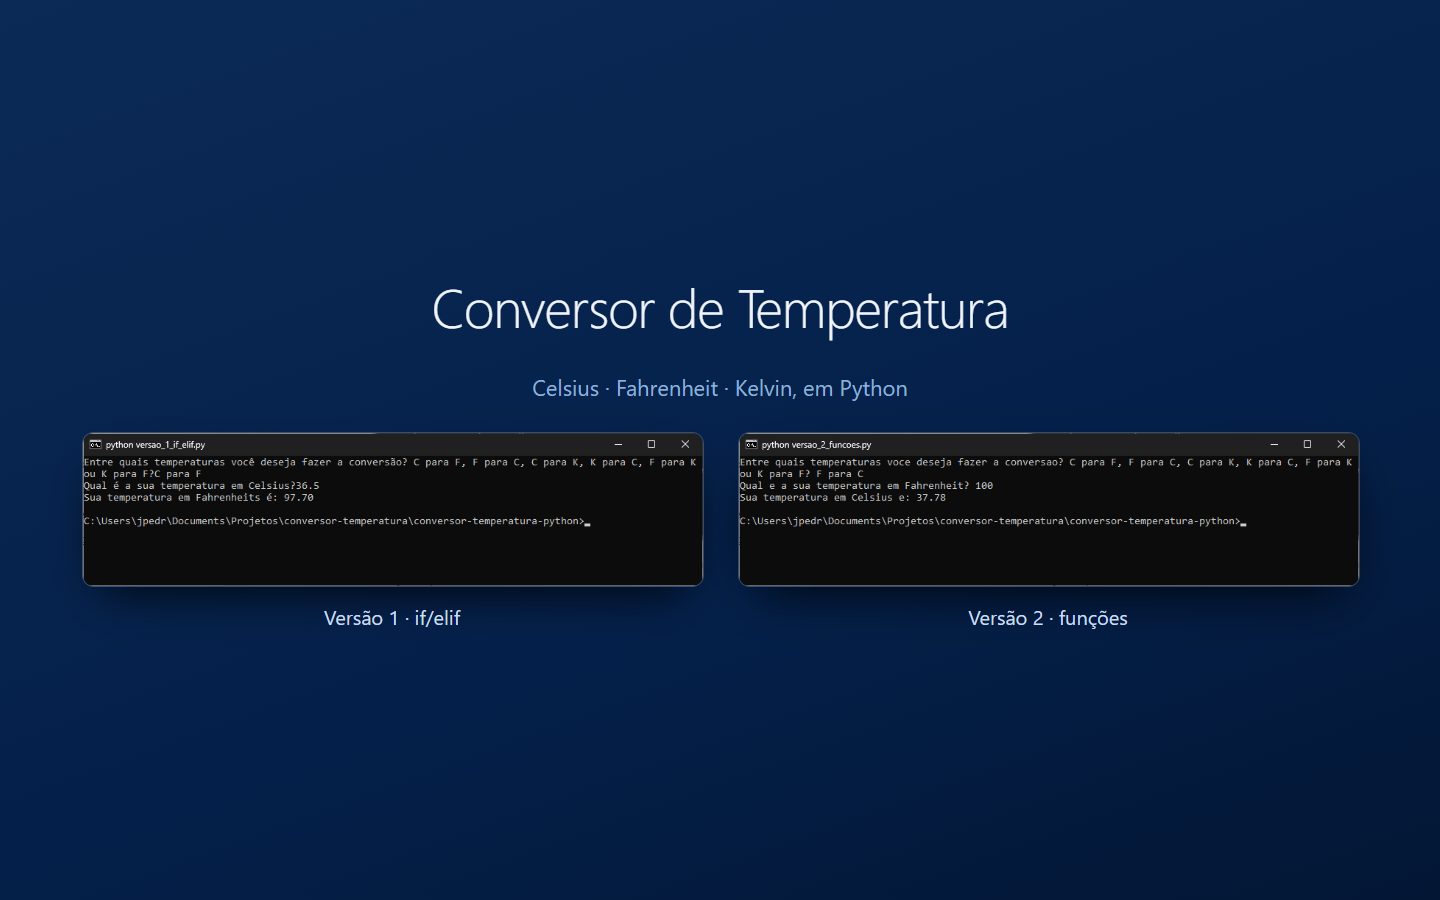 Conversor de Temperatura
Celsius · Fahrenheit · Kelvin, em Python
python versao_1_if_elif.py
Entre quais temperaturas você deseja fazer a conversão? C para F, F para C, C para K, K para C, F para K
ou K para F?C para F
Qual é a sua temperatura em Celsius?36.5
Sua temperatura em Fahrenheits é: 97.70
C:\Users\jpedr\Documents\Projetos\conversor-temperatura\conversor-temperatura-python>
Versão 1 · if/elif
python versao_2_funcoes.py
Entre quais temperaturas voce deseja fazer a conversao? C para F, F para C, C para K, K para C, F para K
ou K para F? F para C
Qual e a sua temperatura em Fahrenheit? 100
Sua temperatura em Celsius e: 37.78
C:\Users\jpedr\Documents\Projetos\conversor-temperatura\conversor-temperatura-python>
Versão 2 · funções